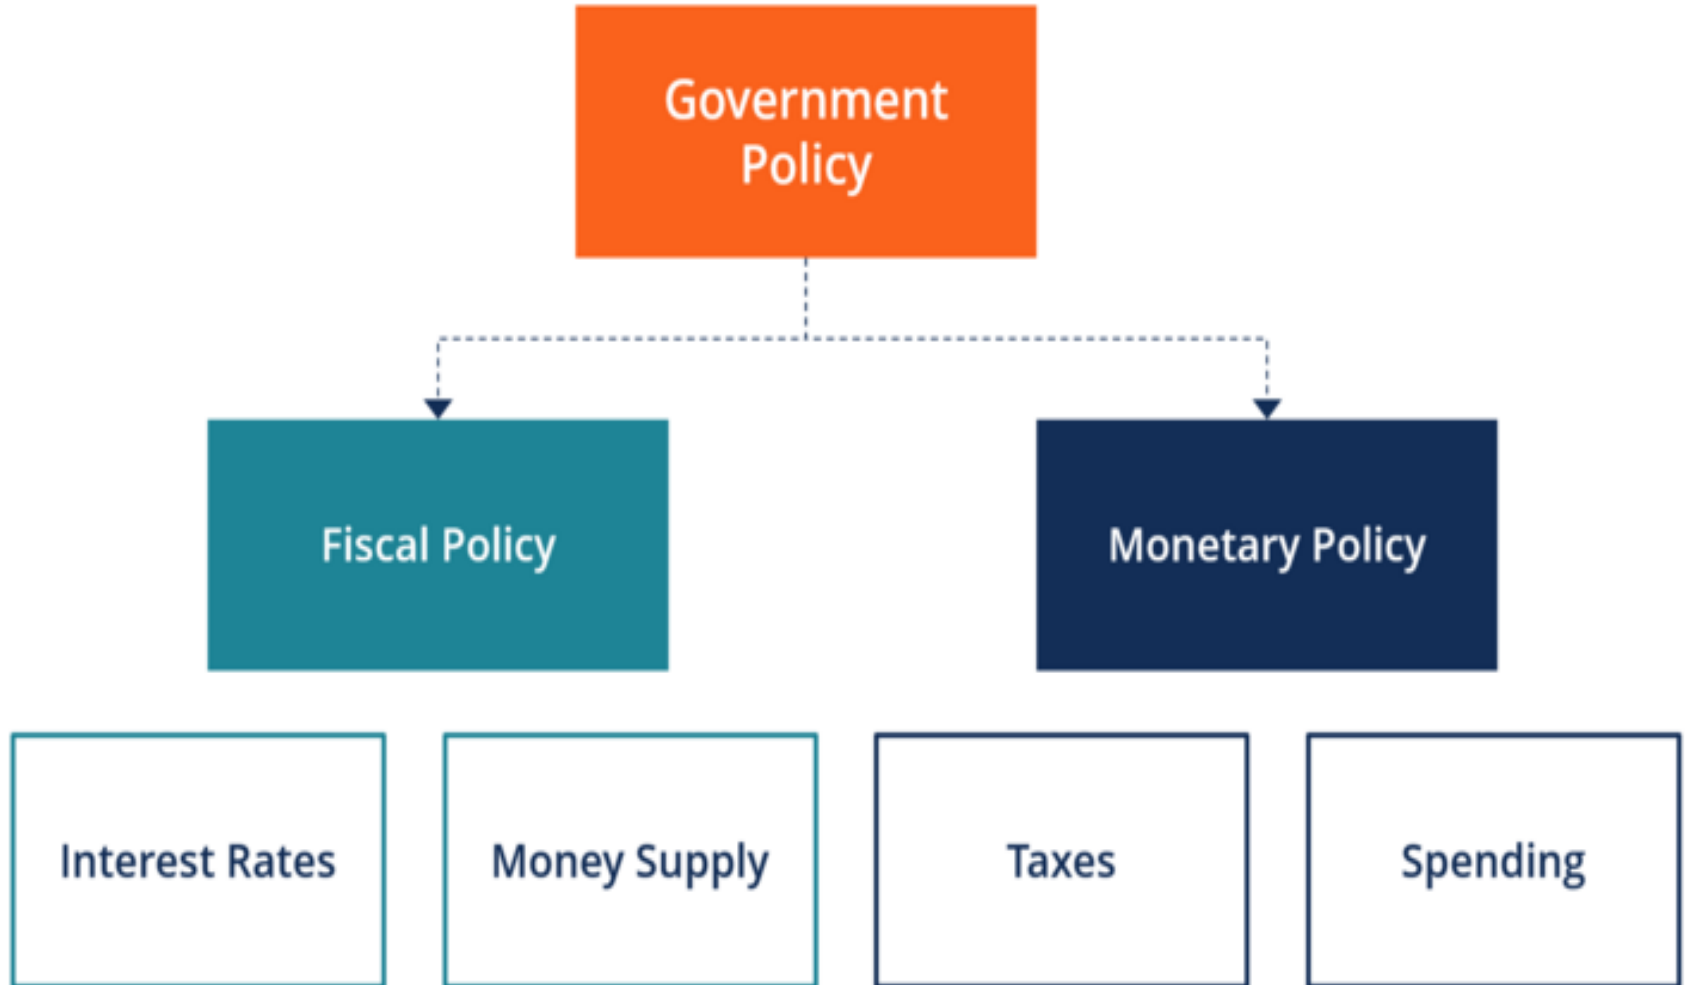 Government
Policy
Fiscal Policy
Monetary Policy
Interest Rates
Money Supply
Taxes
Spending